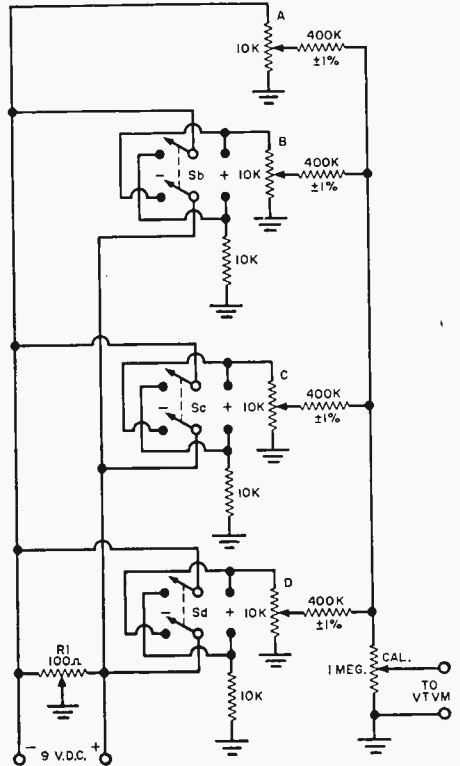 A
10K
400K
±1%
B
Sb
−
+
10K
400K
±1%
10K
C
Sc
−
+
10K
400K
±1%
10K
D
Sd
−
+
10K
400K
±1%
10K
R1
100Ω
CAL.
1 MEG.
TO
VTVM
− 9 V.D.C. +